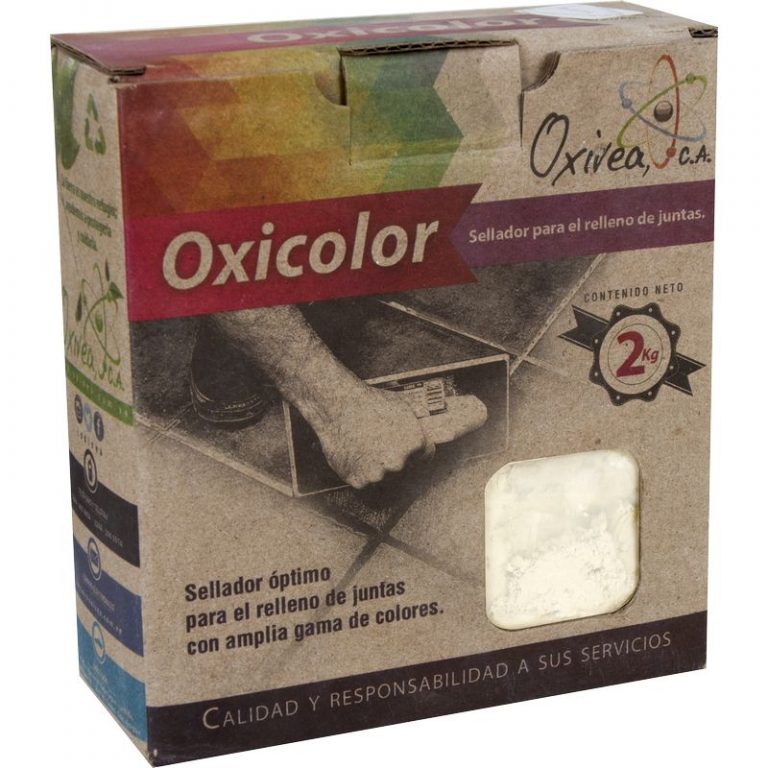 Oxicolor
Oxivea, C.A.
Oxicolor
Sellador para el relleno de juntas.
CONTENIDO NETO
2Kg
Sellador óptimo
para el relleno de juntas
con amplia gama de colores.
CALIDAD Y RESPONSABILIDAD A SUS SERVICIOS
Oxivea, C.A.